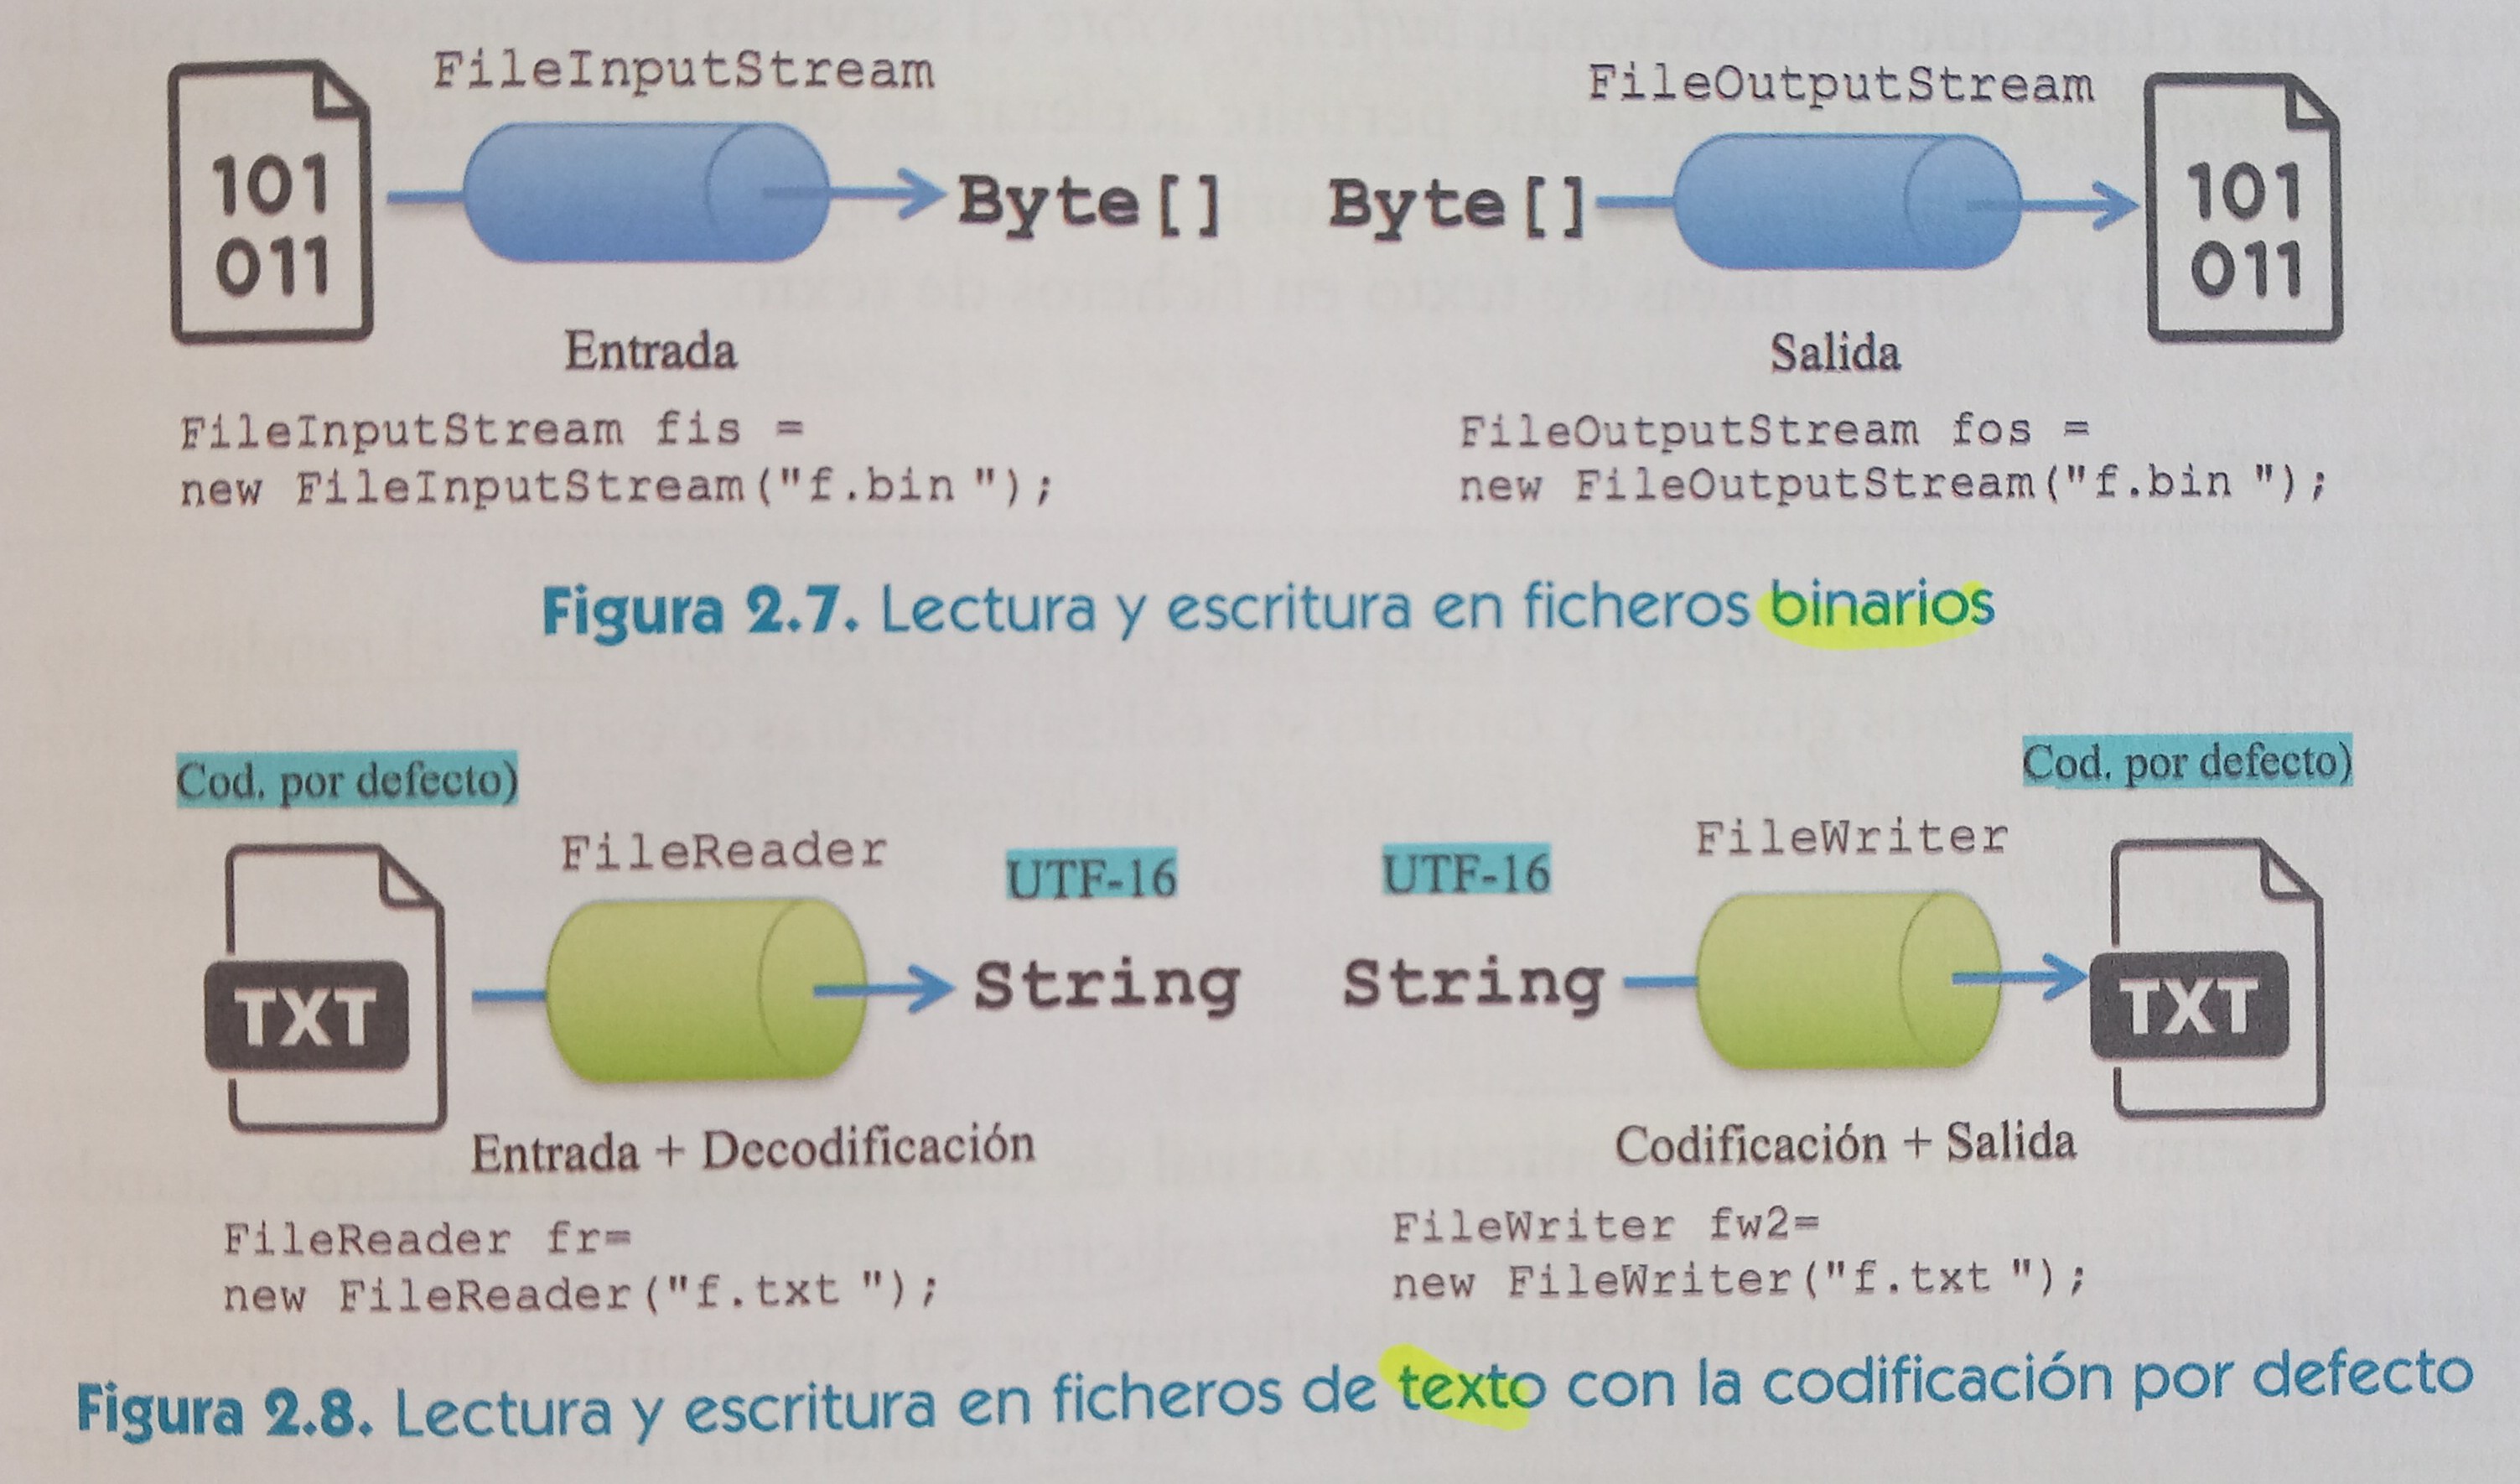 FileInputStream
101
011
Byte[]
Entrada
FileInputStream fis =
new FileInputStream("f.bin ");
FileOutputStream
Byte[]
101
011
Salida
FileOutputStream fos =
new FileOutputStream("f.bin ");
Figura 2.7. Lectura y escritura en ficheros binarios
Cod. por defecto)
FileReader
UTF-16
TXT
String
Entrada + Decodificación
FileReader fr=
new FileReader("f.txt ");
Cod. por defecto)
FileWriter
UTF-16
String
TXT
Codificación + Salida
FileWriter fw2=
new FileWriter("f.txt ");
Figura 2.8. Lectura y escritura en ficheros de texto con la codificación por defecto